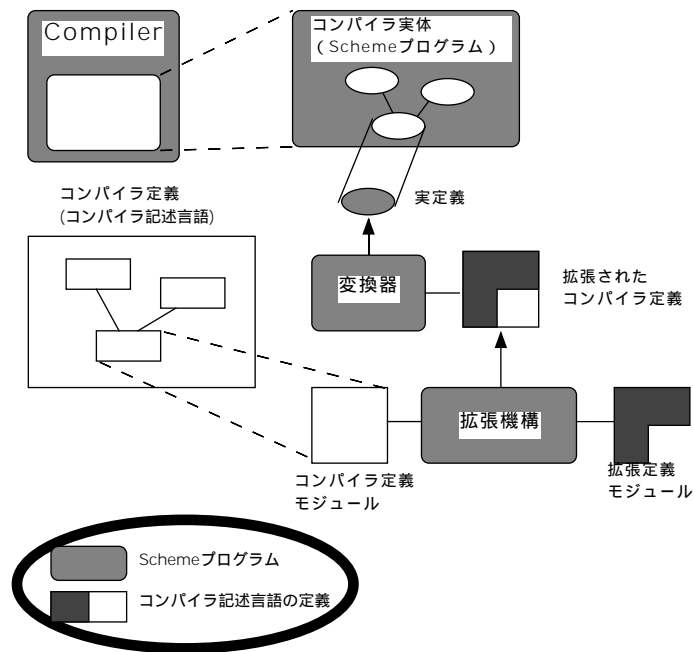 Compiler
コンパイラ実体
（Schemeプログラム）
コンパイラ定義
(コンパイラ記述言語)
実定義
変換器
拡張された
コンパイラ定義
拡張機構
コンパイラ定義
モジュール
拡張定義
モジュール
Schemeプログラム
コンパイラ記述言語の定義